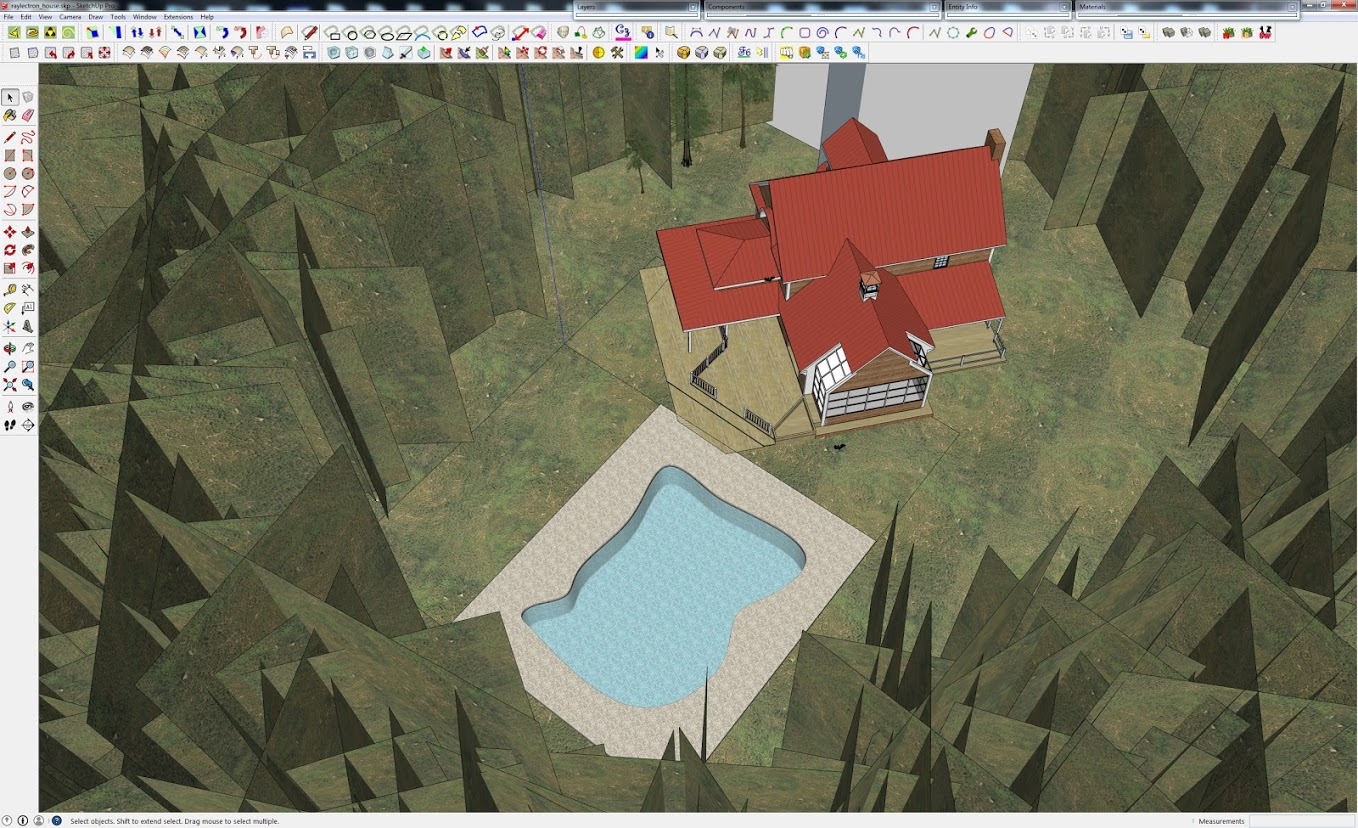 raylectron_house.skp - SketchUp Pro
Layers
Components
Entity Info
Materials
File Edit View Camera Draw Tools Window Extensions Help
Select objects. Shift to extend select. Drag mouse to select multiple.
Measurements